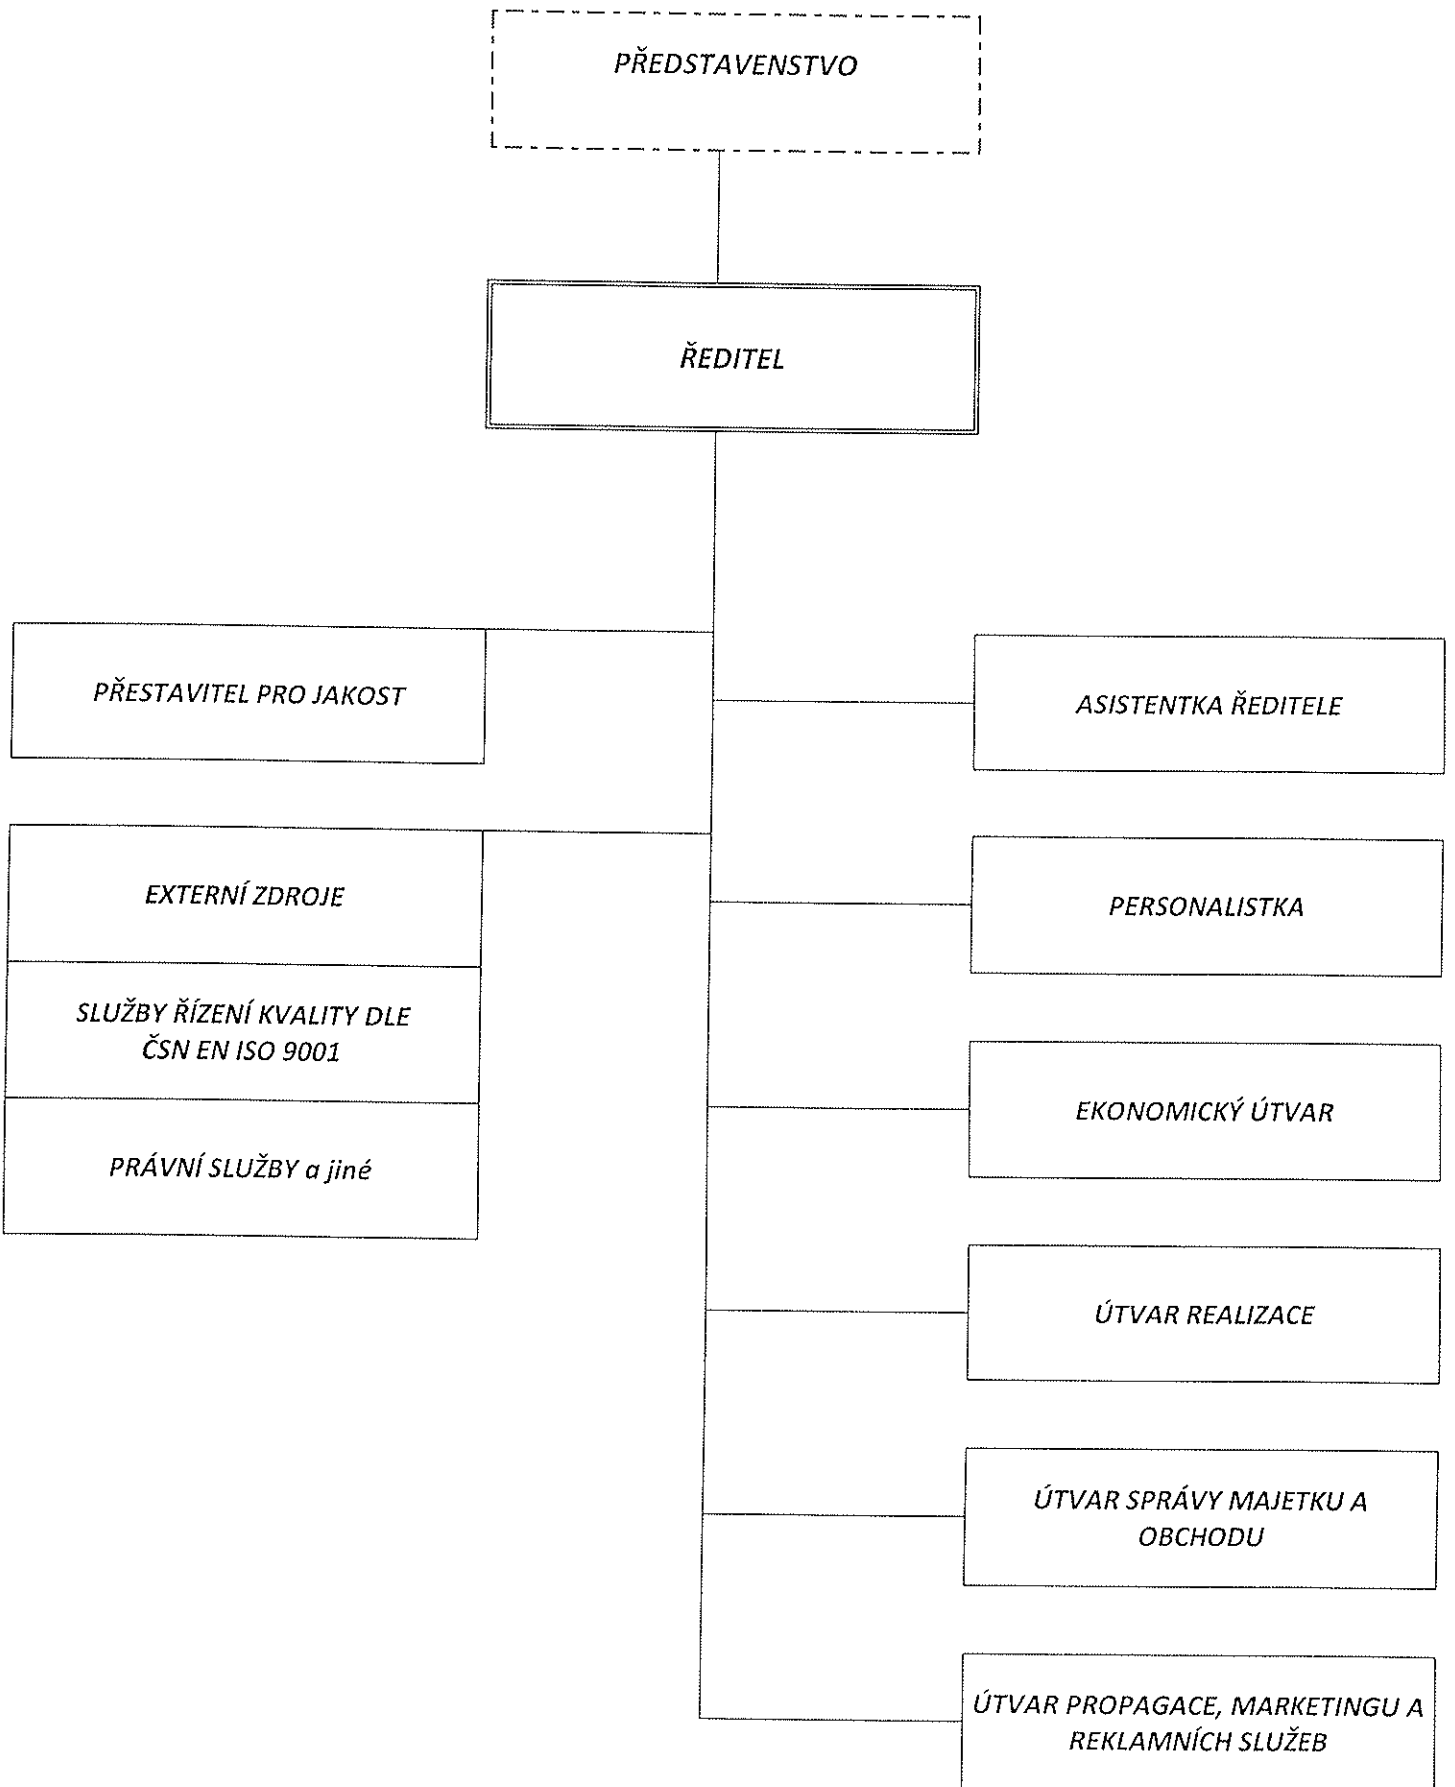 PŘEDSTAVENSTVO
ŘEDITEL
PŘESTAVITEL PRO JAKOST
EXTERNÍ ZDROJE
SLUŽBY ŘÍZENÍ KVALITY DLE
ČSN EN ISO 9001
PRÁVNÍ SLUŽBY a jiné
ASISTENTKA ŘEDITELE
PERSONALISTKA
EKONOMICKÝ ÚTVAR
ÚTVAR REALIZACE
ÚTVAR SPRÁVY MAJETKU A
OBCHODU
ÚTVAR PROPAGACE, MARKETINGU A
REKLAMNÍCH SLUŽEB